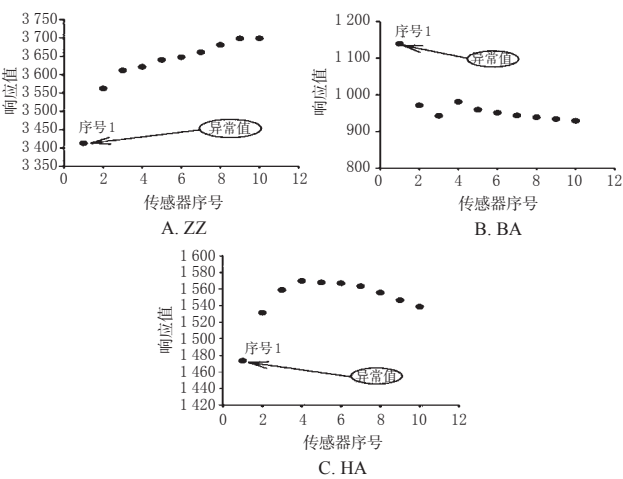 3 750
3 700
3 650
3 600
3 550
3 500
3 450
3 400
3 350
响应值
序号1
异常值
0 2 4 6 8 10 12
传感器序号
A. ZZ
1 200
1 100
1 000
900
800
响应值
序号1
异常值
0 2 4 6 8 10 12
传感器序号
B. BA
1 600
1 580
1 560
1 540
1 520
1 500
1 480
1 460
1 440
1 420
响应值
序号1
异常值
0 2 4 6 8 10 12
传感器序号
C. HA